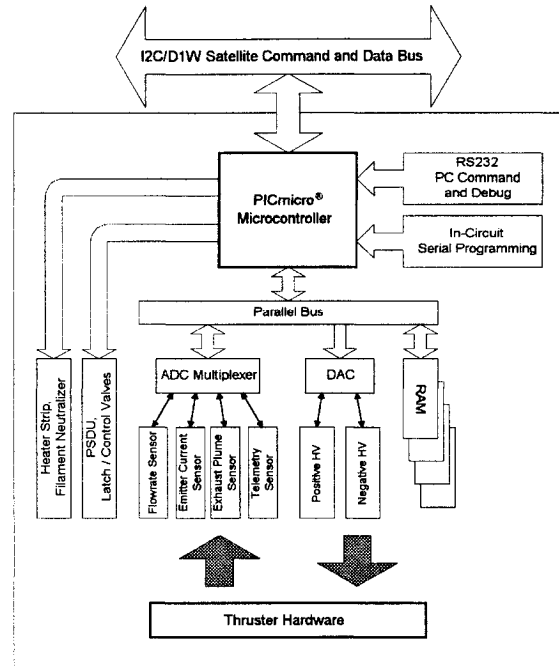 I2C/D1W Satellite Command and Data Bus
PICmicro®
Microcontroller
RS232
PC Command
and Debug
In-Circuit
Serial Programming
Parallel Bus
ADC Multiplexer
DAC
RAM
Heater Strip,
Filament Neutralizer
PSDU,
Latch / Control Valves
Flowrate Sensor
Emitter Current
Sensor
Exhaust Plume
Sensor
Telemetry
Sensor
Positive HV
Negative HV
Thruster Hardware